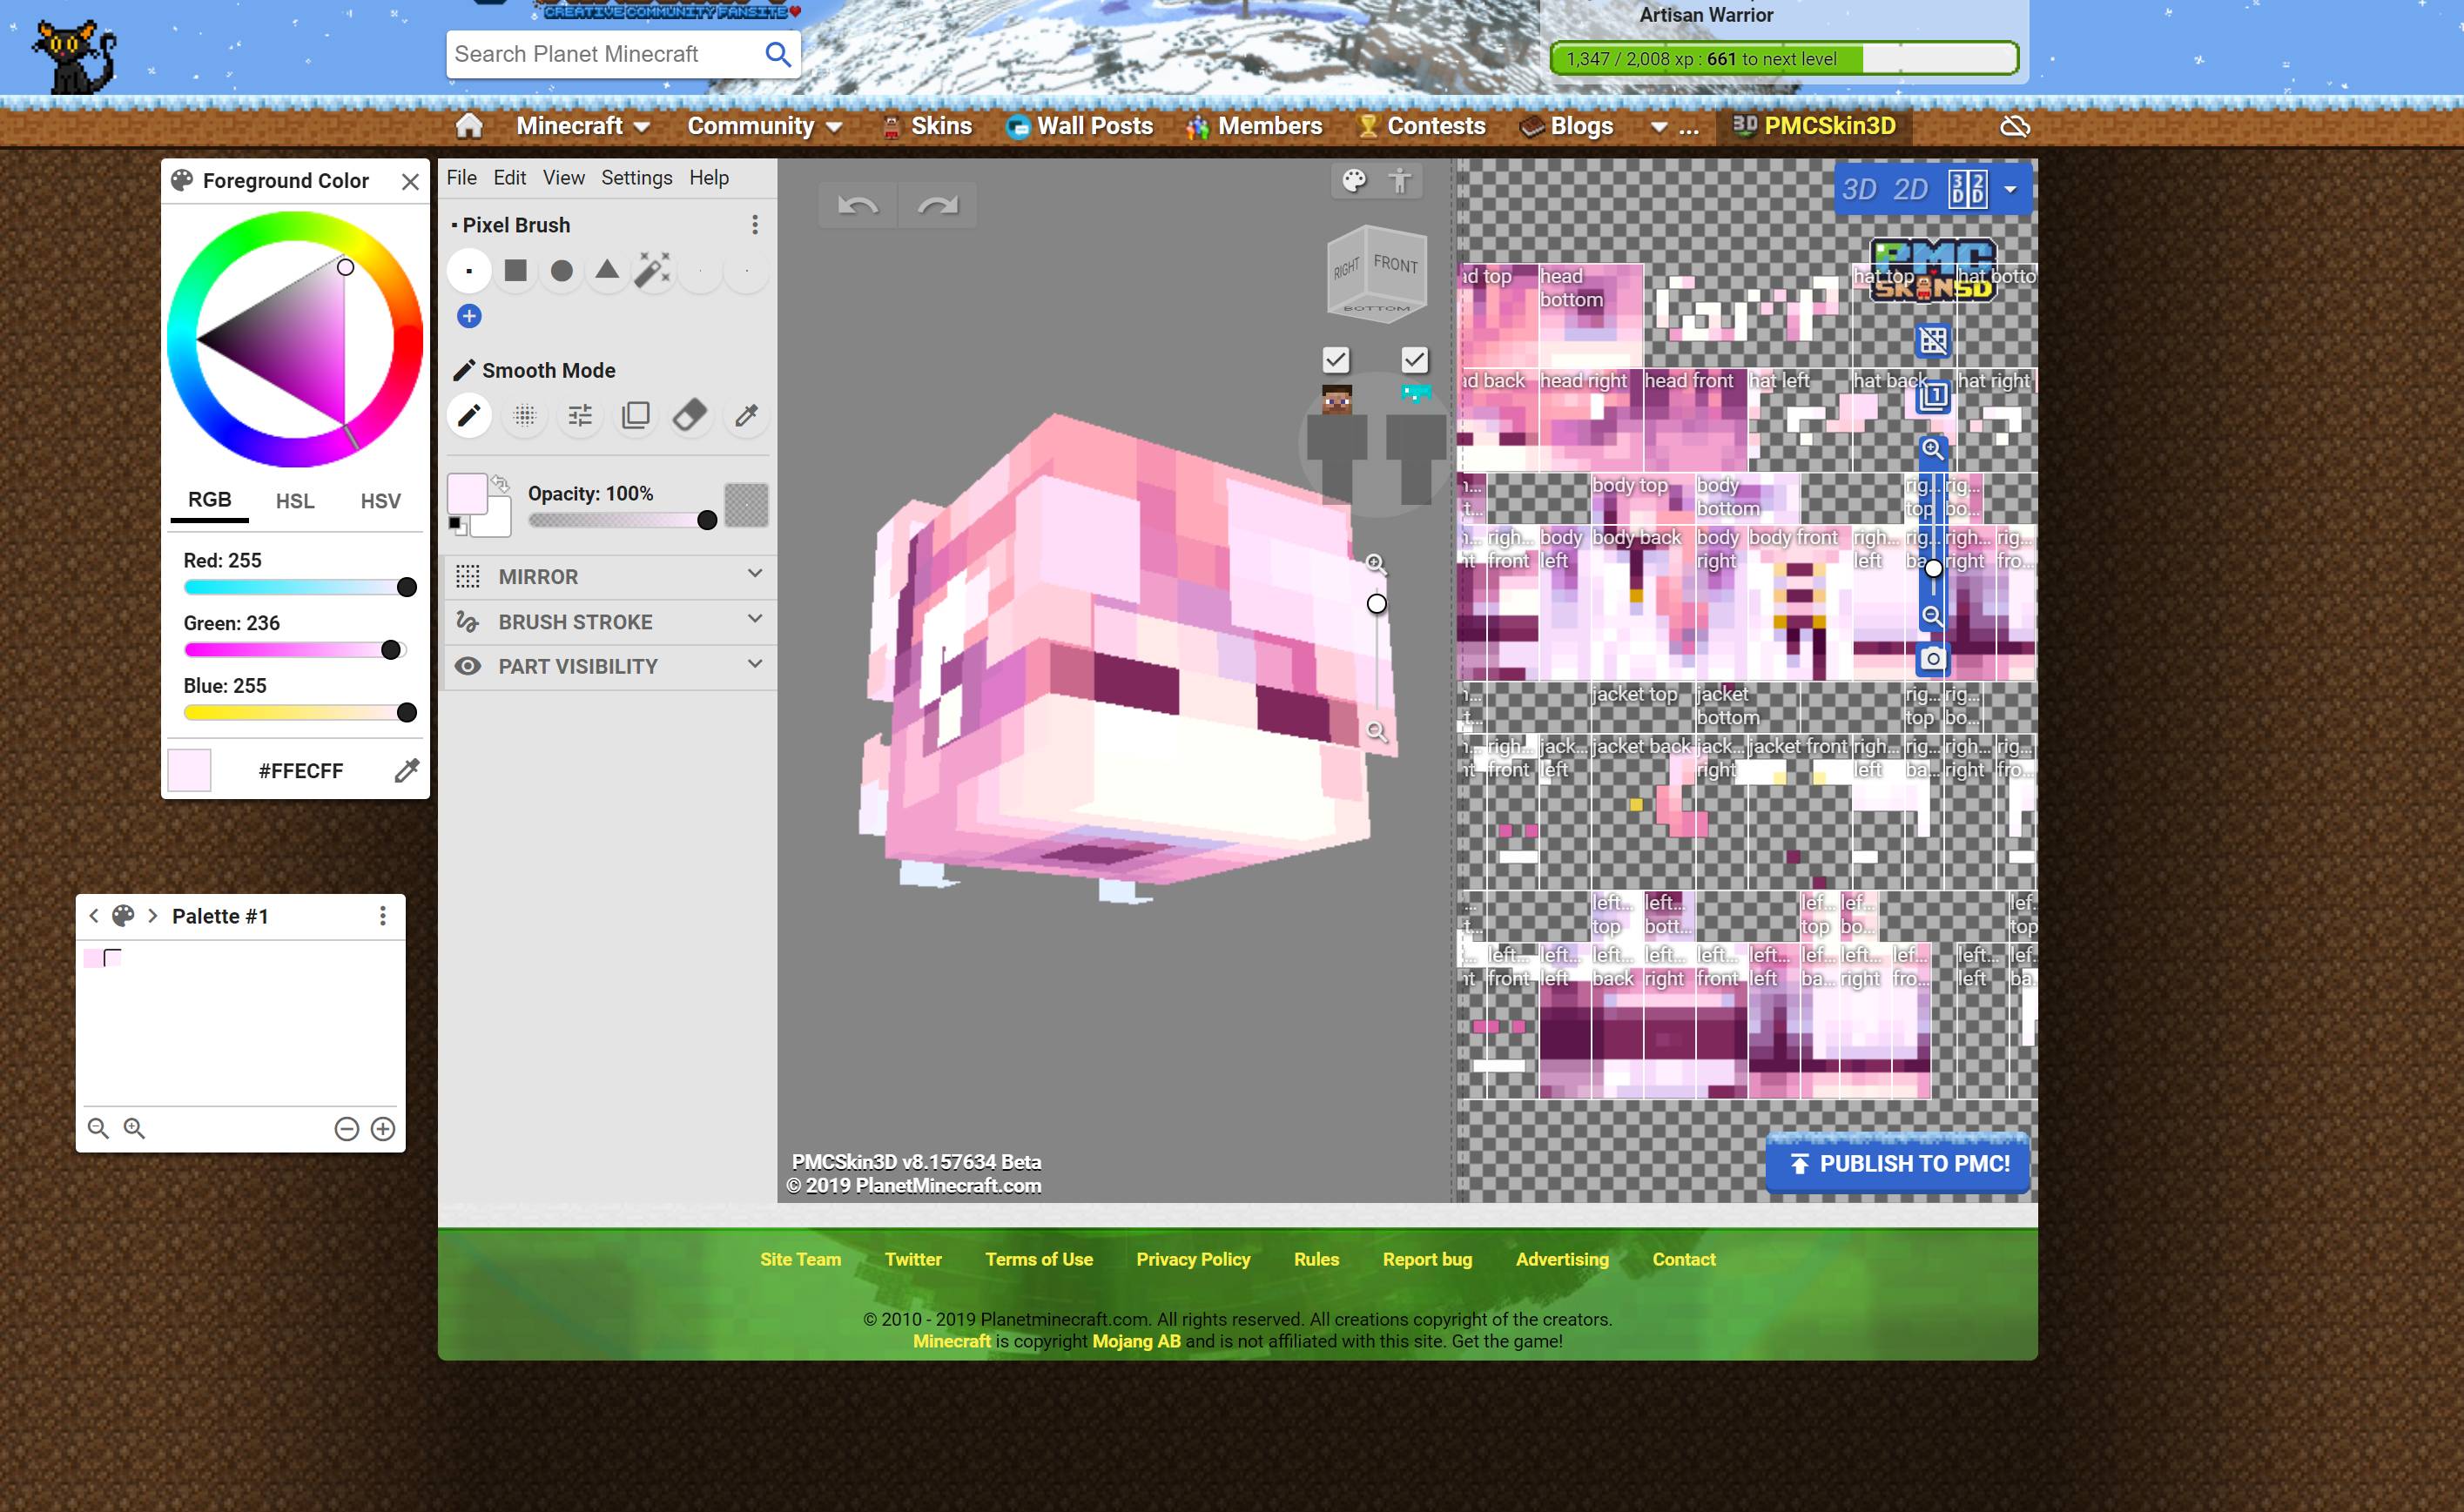 CREATIVE COMMUNITY FANSITE
Search Planet Minecraft
Artisan Warrior
1,347 / 2,008 xp : 661 to next level
Minecraft
Community
Skins
Wall Posts
Members
Contests
Blogs
...
3D PMCSkin3D
Foreground Color
RGB HSL HSV
Red: 255
Green: 236
Blue: 255
#FFECFF
Palette #1
File Edit View Settings Help
Pixel Brush
Smooth Mode
Opacity: 100%
MIRROR
BRUSH STROKE
PART VISIBILITY
RIGHT FRONT
BOTTOM
PMCSkin3D v8.157634 Beta
© 2019 PlanetMinecraft.com
3D 2D 3D 2D
PMC
SKIN3D
1
ad top
head bottom
hat top
hat botto
ad back
head right
head front
hat left
hat back
hat right
body top
body bottom
rig... top
rig... bo...
righ... front
body left
body back
body right
body front
righ... left
rig... ba...
righ... right
rig... fro...
jacket top
jacket bottom
rig... top
rig... bo...
righ... front
jack... left
jacket back
jack... right
jacket front
righ... left
rig... ba...
righ... right
rig... fro...
left... top
left... bott...
lef... top
lef... bo...
lef. top
left... front
left... left
left... back
left... right
left... front
left... left
lef... ba...
left... right
lef... fro...
left... left
lef. ba.
PUBLISH TO PMC!
Site Team Twitter Terms of Use Privacy Policy Rules Report bug Advertising Contact
© 2010 - 2019 Planetminecraft.com. All rights reserved. All creations copyright of the creators.
Minecraft is copyright Mojang AB and is not affiliated with this site. Get the game!